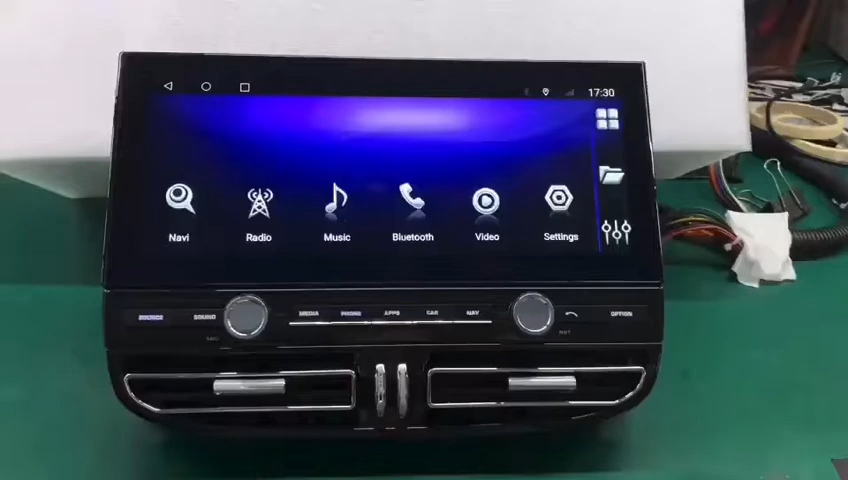 17:30
Navi Radio Music Bluetooth Video Settings
SOURCE SOUND MEDIA PHONE APPS CAR NAV OPTION